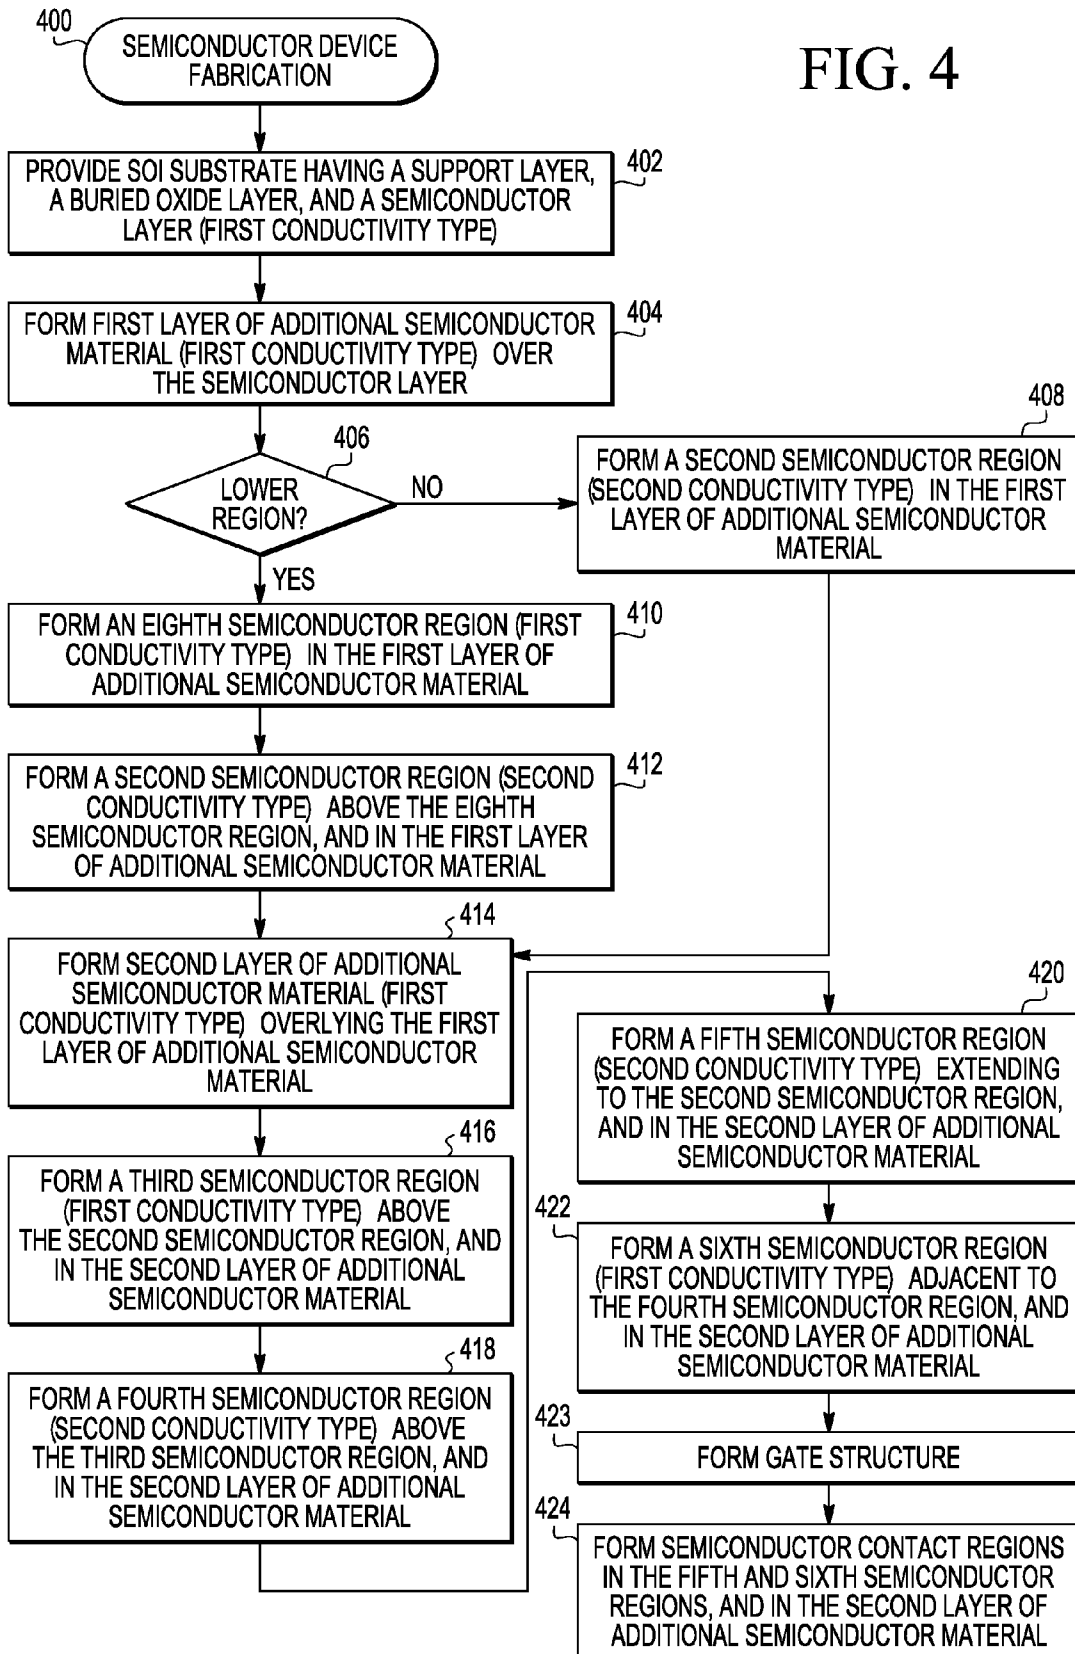 FIG. 4
400
SEMICONDUCTOR DEVICE
FABRICATION
402
PROVIDE SOI SUBSTRATE HAVING A SUPPORT LAYER,
A BURIED OXIDE LAYER, AND A SEMICONDUCTOR
LAYER (FIRST CONDUCTIVITY TYPE)
404
FORM FIRST LAYER OF ADDITIONAL SEMICONDUCTOR
MATERIAL (FIRST CONDUCTIVITY TYPE) OVER
THE SEMICONDUCTOR LAYER
406
LOWER
REGION?
NO
YES
408
FORM A SECOND SEMICONDUCTOR REGION
(SECOND CONDUCTIVITY TYPE) IN THE FIRST
LAYER OF ADDITIONAL SEMICONDUCTOR
MATERIAL
410
FORM AN EIGHTH SEMICONDUCTOR REGION (FIRST
CONDUCTIVITY TYPE) IN THE FIRST LAYER OF
ADDITIONAL SEMICONDUCTOR MATERIAL
412
FORM A SECOND SEMICONDUCTOR REGION (SECOND
CONDUCTIVITY TYPE) ABOVE THE EIGHTH
SEMICONDUCTOR REGION, AND IN THE FIRST LAYER
OF ADDITIONAL SEMICONDUCTOR MATERIAL
414
FORM SECOND LAYER OF ADDITIONAL
SEMICONDUCTOR MATERIAL (FIRST
CONDUCTIVITY TYPE) OVERLYING THE FIRST
LAYER OF ADDITIONAL SEMICONDUCTOR
MATERIAL
416
FORM A THIRD SEMICONDUCTOR REGION
(FIRST CONDUCTIVITY TYPE) ABOVE
THE SECOND SEMICONDUCTOR REGION, AND
IN THE SECOND LAYER OF ADDITIONAL
SEMICONDUCTOR MATERIAL
418
FORM A FOURTH SEMICONDUCTOR REGION
(SECOND CONDUCTIVITY TYPE) ABOVE
THE THIRD SEMICONDUCTOR REGION, AND
IN THE SECOND LAYER OF ADDITIONAL
SEMICONDUCTOR MATERIAL
420
FORM A FIFTH SEMICONDUCTOR REGION
(SECOND CONDUCTIVITY TYPE) EXTENDING
TO THE SECOND SEMICONDUCTOR REGION,
AND IN THE SECOND LAYER OF ADDITIONAL
SEMICONDUCTOR MATERIAL
422
FORM A SIXTH SEMICONDUCTOR REGION
(FIRST CONDUCTIVITY TYPE) ADJACENT TO
THE FOURTH SEMICONDUCTOR REGION, AND
IN THE SECOND LAYER OF ADDITIONAL
SEMICONDUCTOR MATERIAL
423
FORM GATE STRUCTURE
424
FORM SEMICONDUCTOR CONTACT REGIONS
IN THE FIFTH AND SIXTH SEMICONDUCTOR
REGIONS, AND IN THE SECOND LAYER OF
ADDITIONAL SEMICONDUCTOR MATERIAL